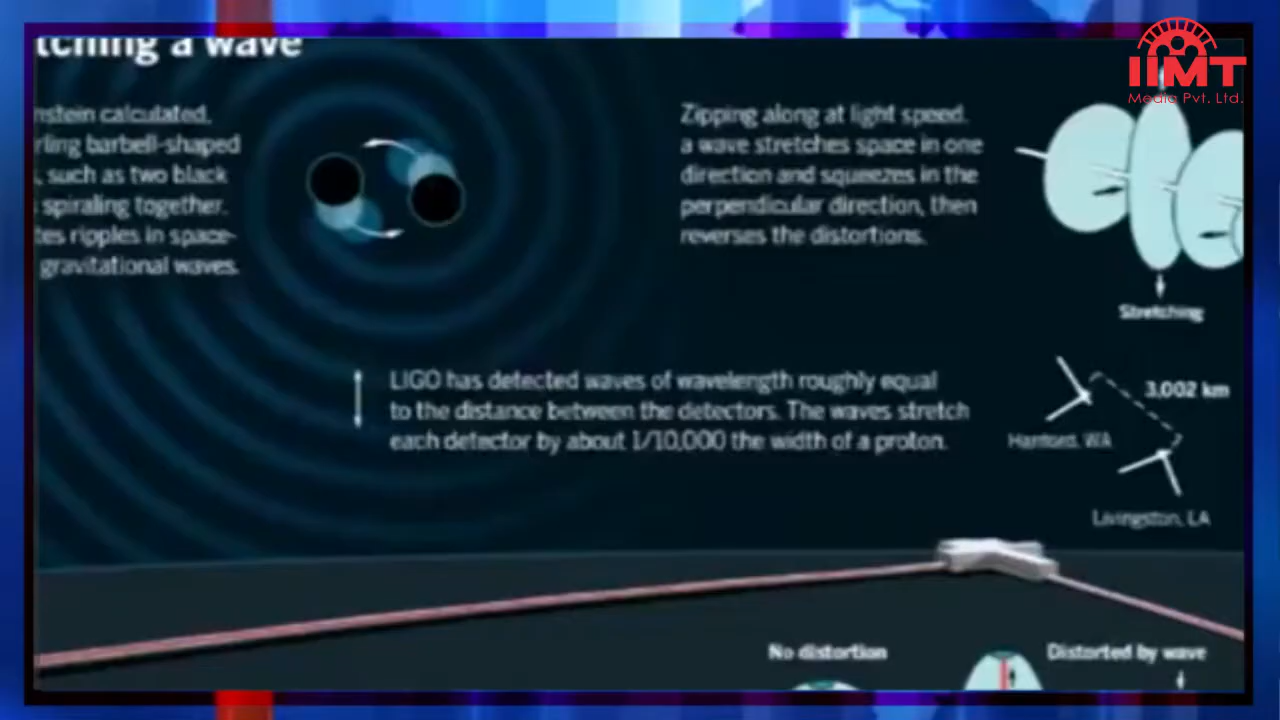 tching a wave
nstein calculated,
rling barbell-shaped
, such as two black
spiraling together,
tes ripples in space-
gravitational waves.
Zipping along at light speed,
a wave stretches space in one
direction and squeezes in the
perpendicular direction, then
reverses the distortions.
IIMT
Media Pvt. Ltd.
Stretching
LIGO has detected waves of wavelength roughly equal
to the distance between the detectors. The waves stretch
each detector by about 1/10,000 the width of a proton.
3,002 km
Hanford, WA
Livingston, LA
No distortion
Distorted by wave